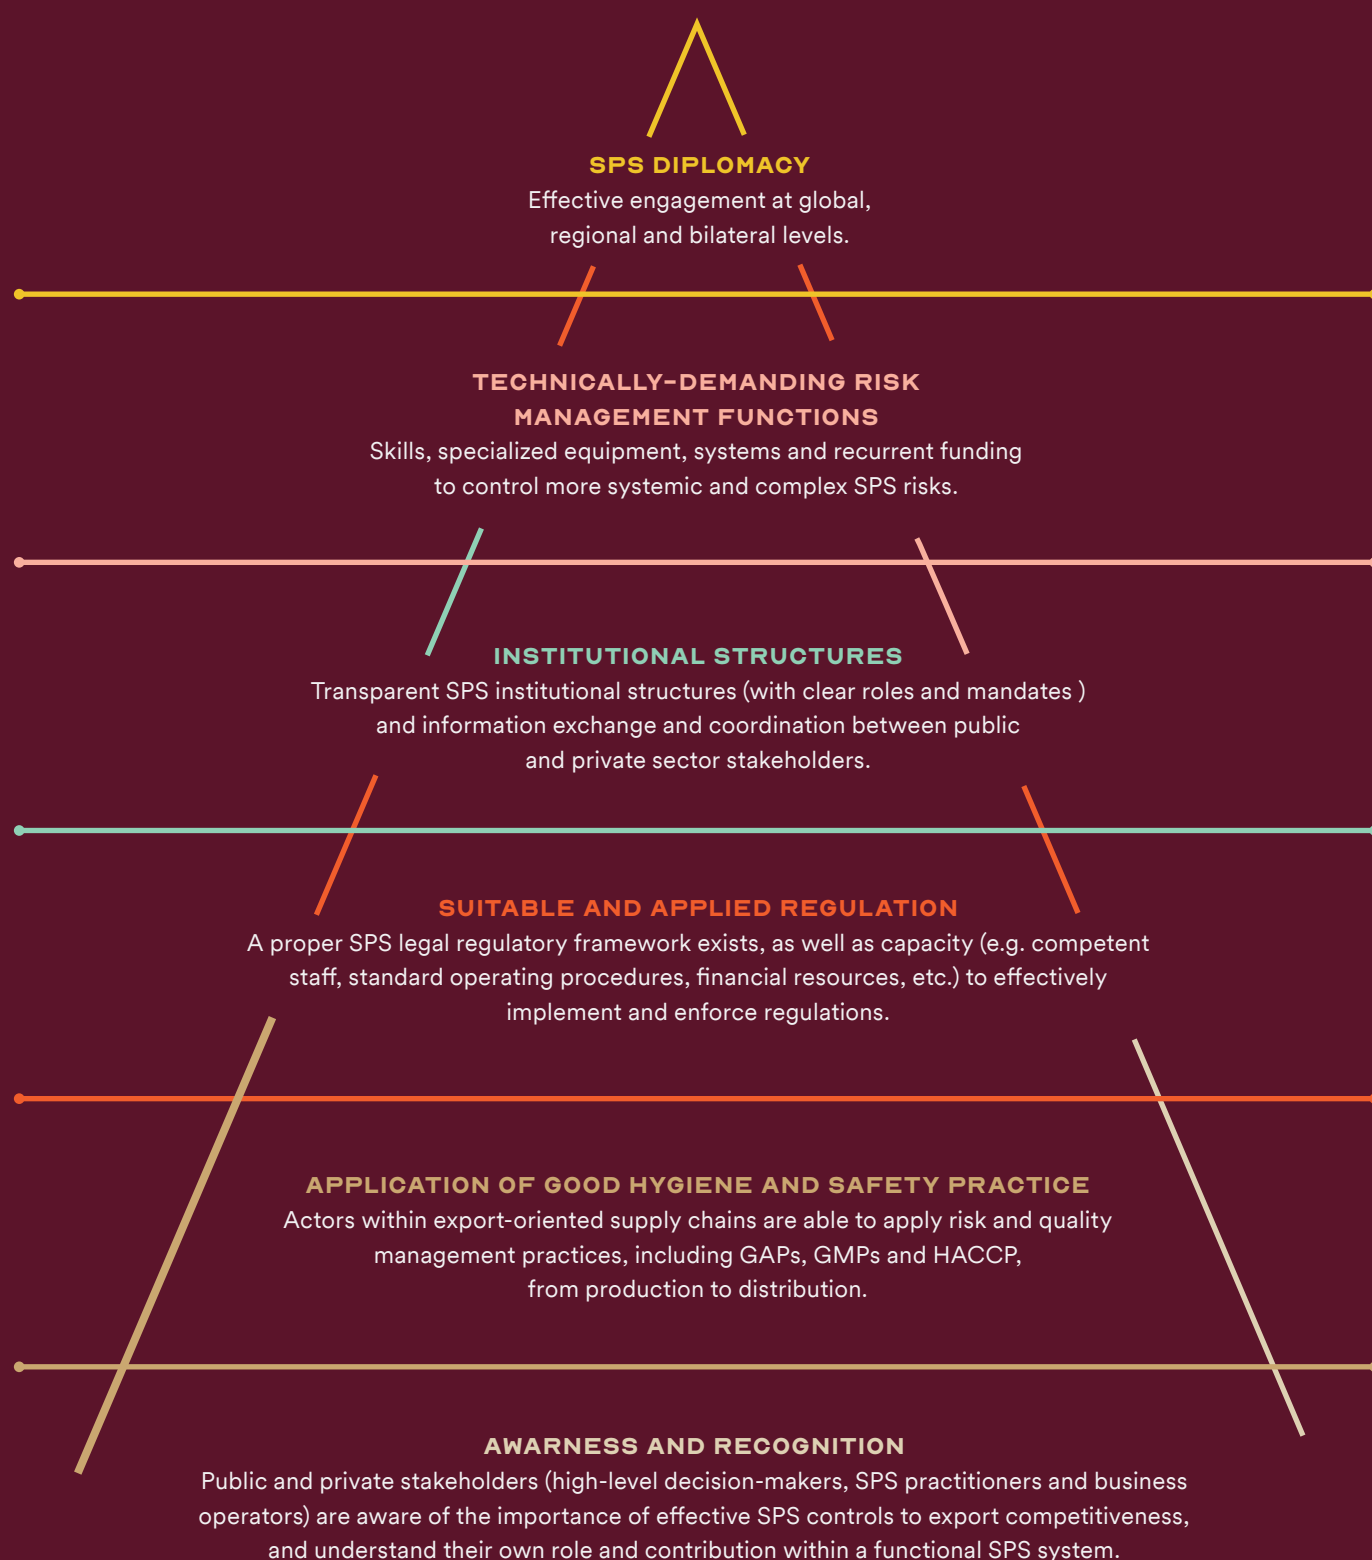 SPS DIPLOMACY
Effective engagement at global,
regional and bilateral levels.
TECHNICALLY-DEMANDING RISK
MANAGEMENT FUNCTIONS
Skills, specialized equipment, systems and recurrent funding
to control more systemic and complex SPS risks.
INSTITUTIONAL STRUCTURES
Transparent SPS institutional structures (with clear roles and mandates )
and information exchange and coordination between public
and private sector stakeholders.
SUITABLE AND APPLIED REGULATION
A proper SPS legal regulatory framework exists, as well as capacity (e.g. competent
staff, standard operating procedures, financial resources, etc.) to effectively
implement and enforce regulations.
APPLICATION OF GOOD HYGIENE AND SAFETY PRACTICE
Actors within export-oriented supply chains are able to apply risk and quality
management practices, including GAPs, GMPs and HACCP,
from production to distribution.
AWARNESS AND RECOGNITION
Public and private stakeholders (high-level decision-makers, SPS practitioners and business
operators) are aware of the importance of effective SPS controls to export competitiveness,
and understand their own role and contribution within a functional SPS system.